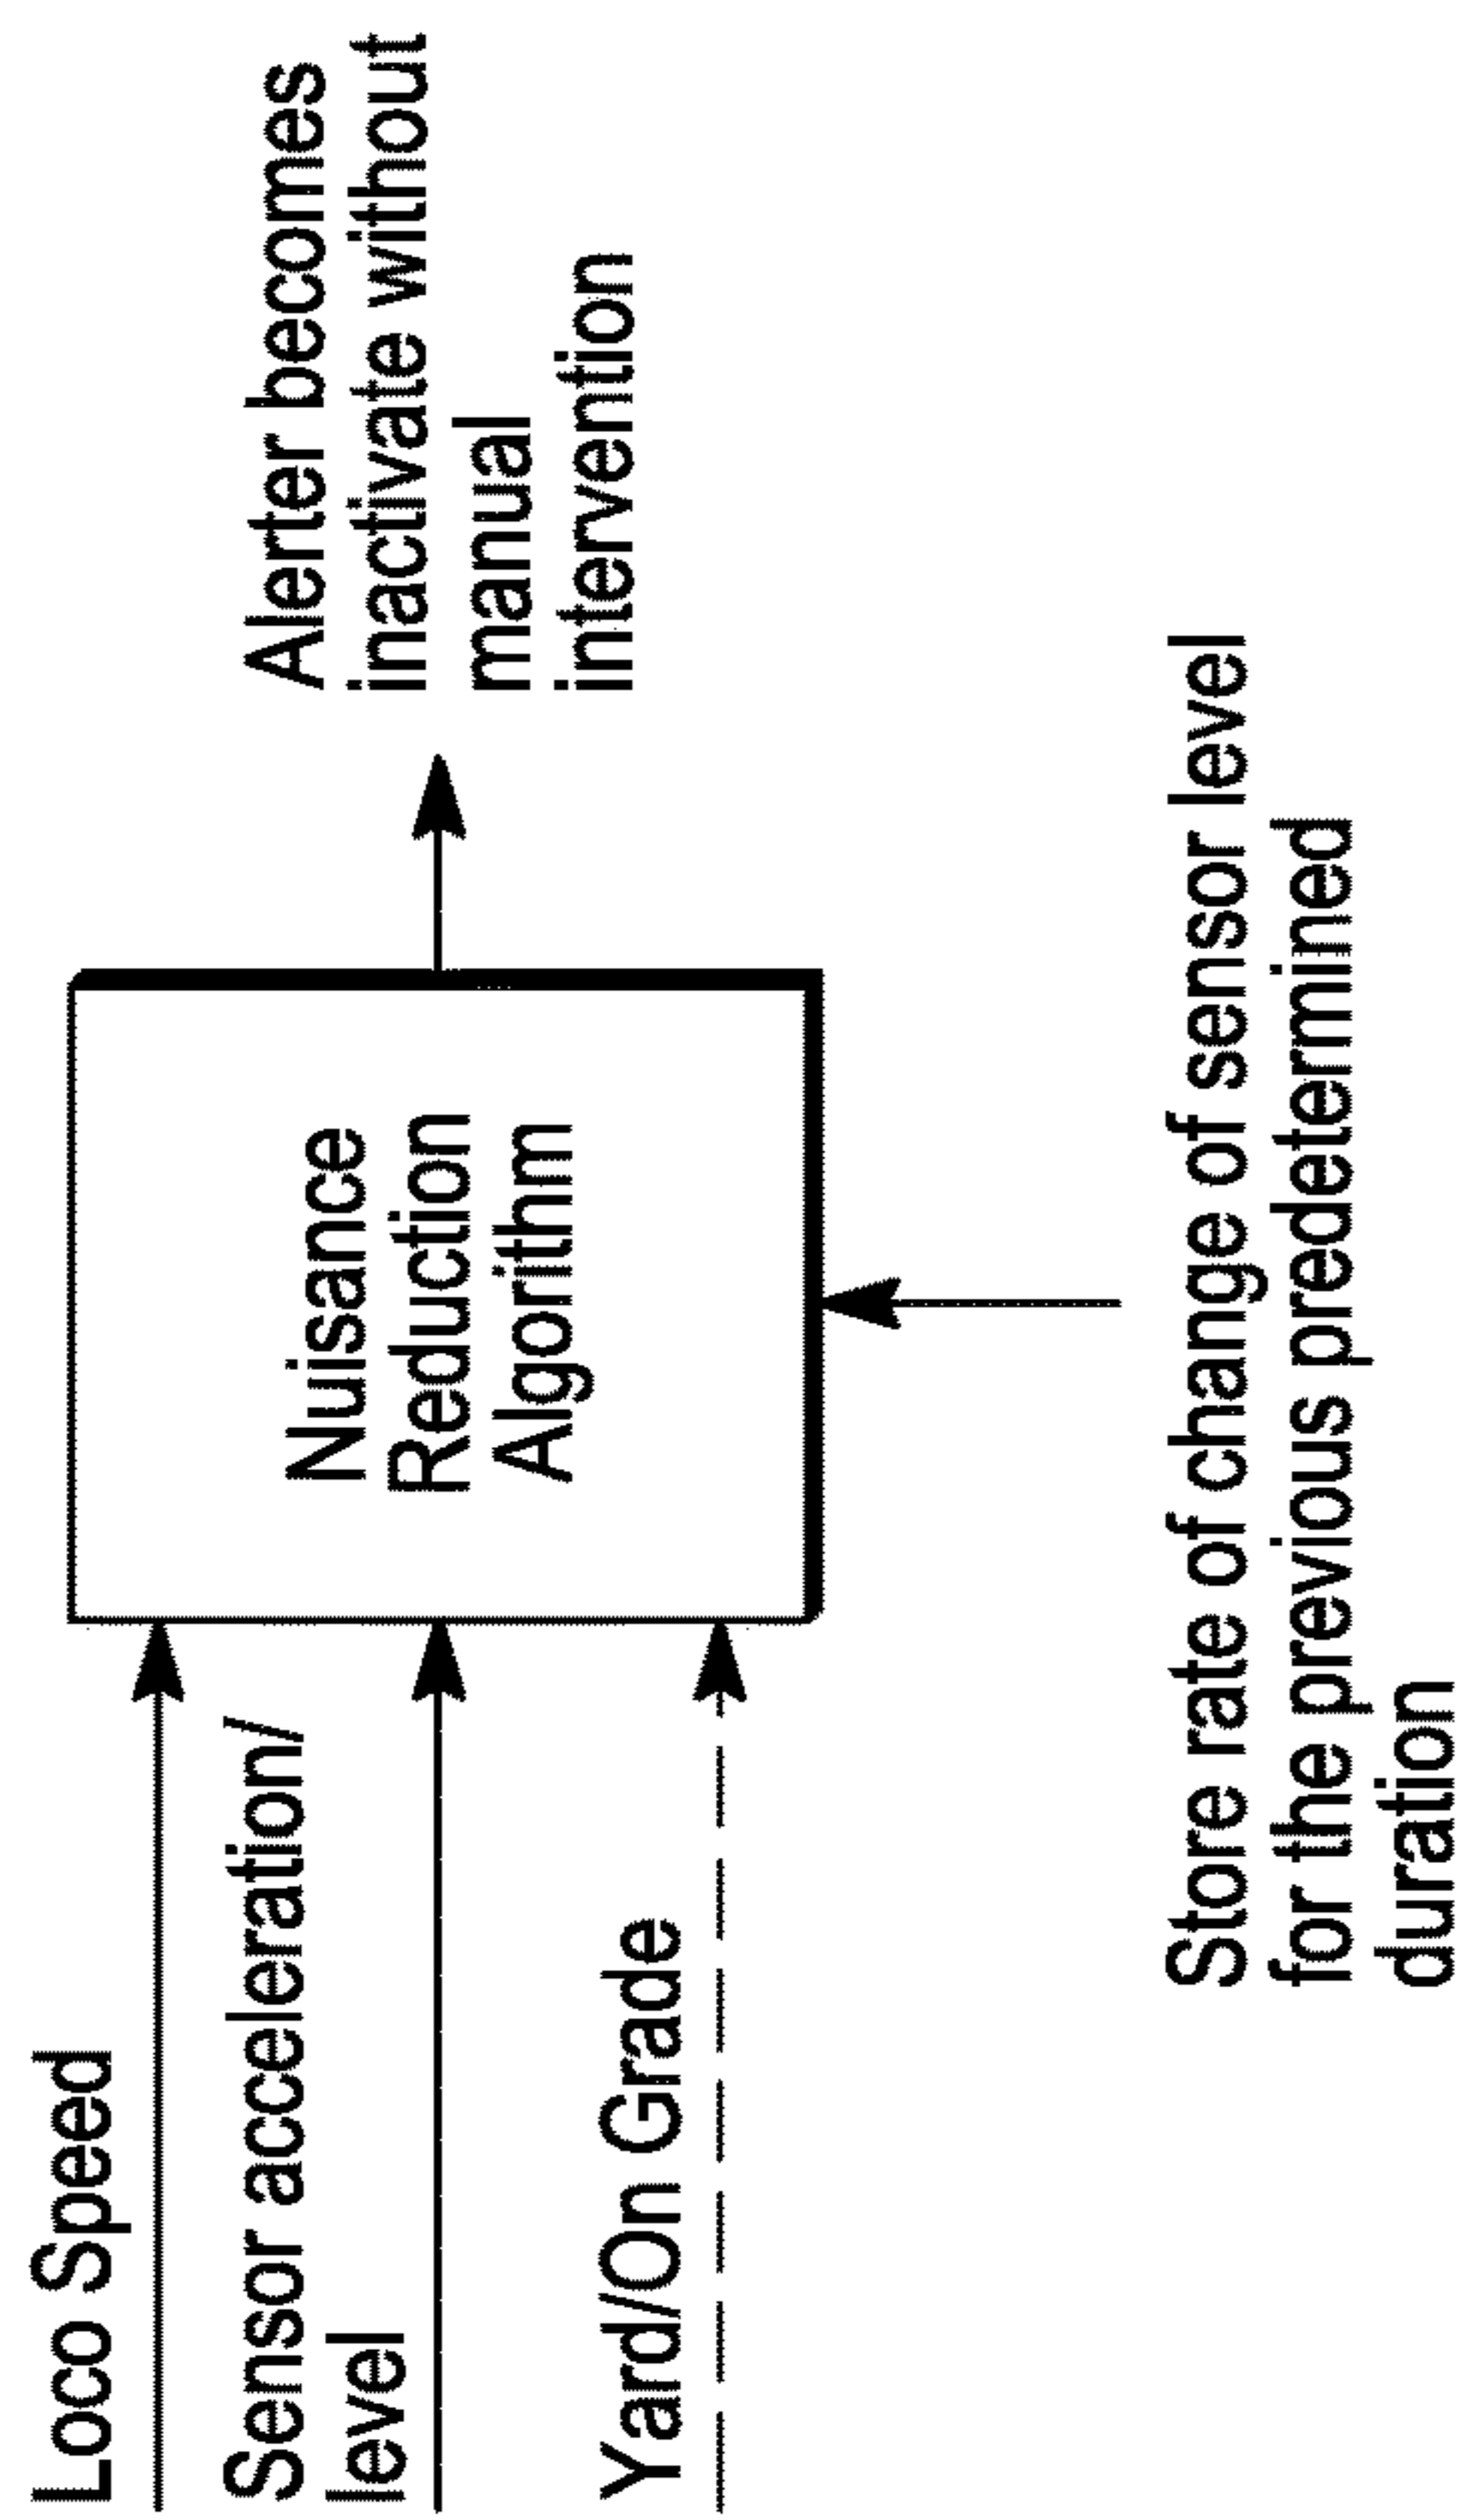 Loco Speed
Sensor acceleration/
level
Yard/On Grade
Nuisance
Reduction
Algorithm
Alerter becomes
inactivate without
manual
intervention
Store rate of change of sensor level
for the previous predetermined
duration